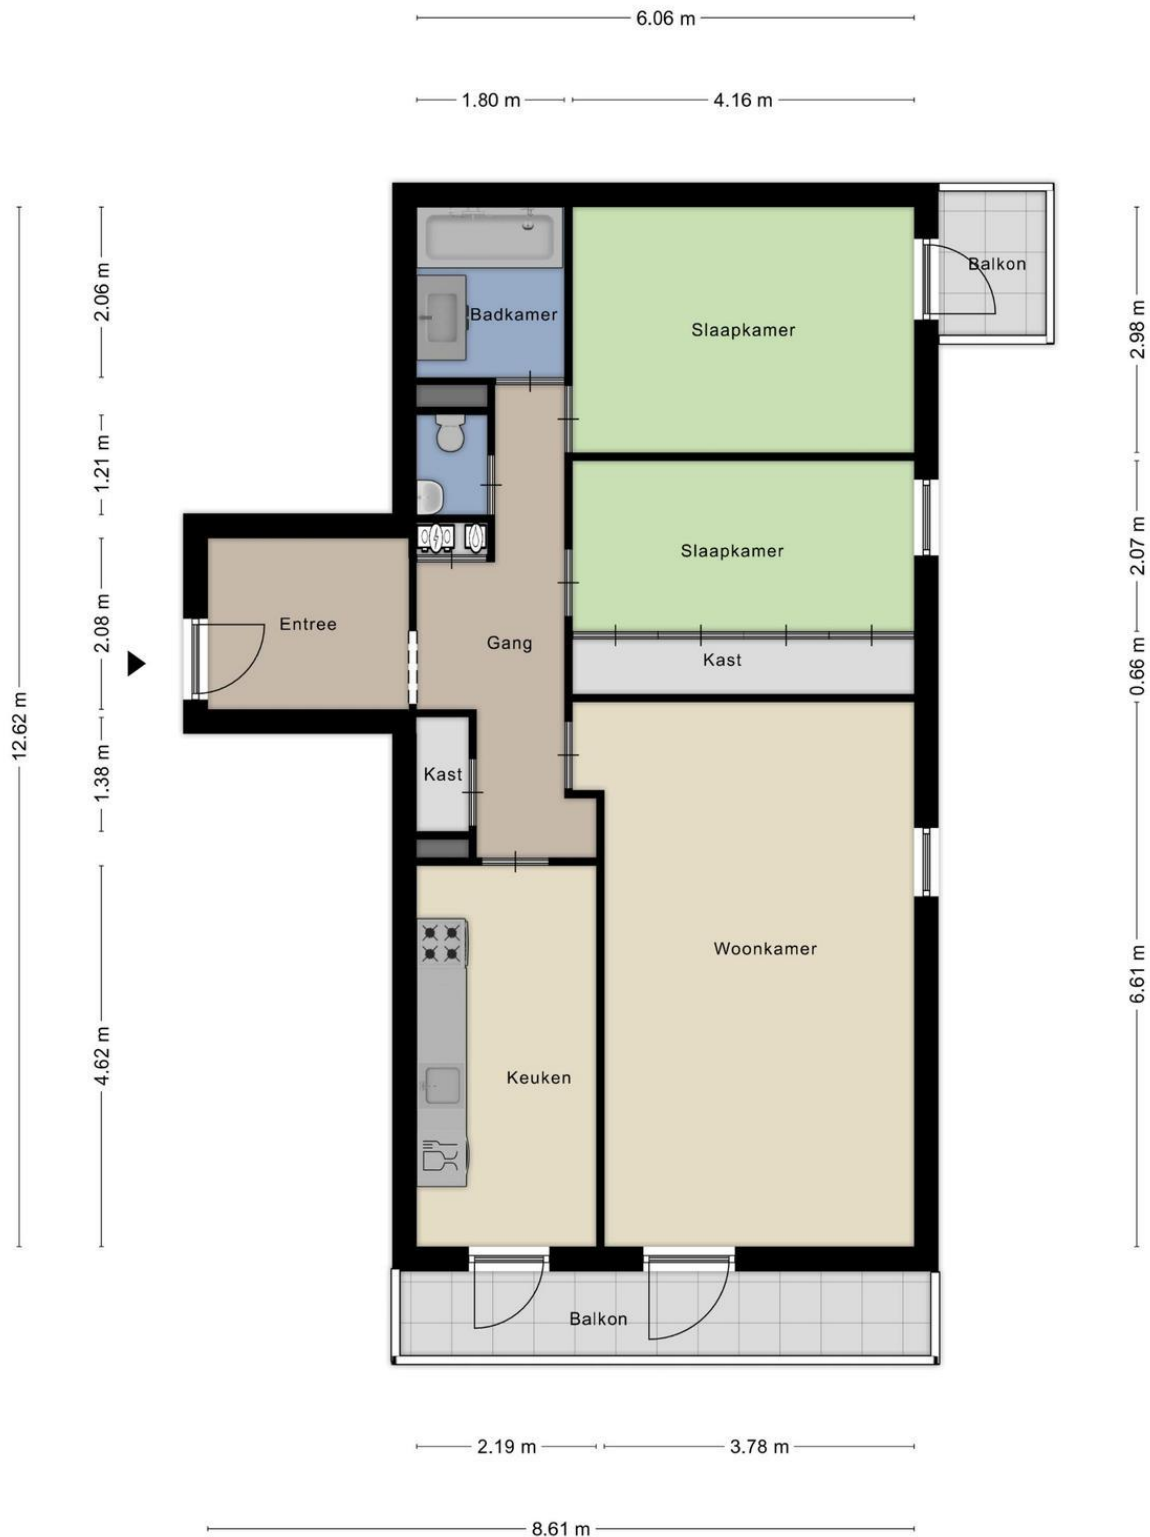 6.06 m
1.80 m
4.16 m
Balkon
Badkamer
Slaapkamer
2.06 m
2.98 m
1.21 m
Slaapkamer
2.07 m
Entree
2.08 m
Gang
Kast
0.66 m
12.62 m
Kast
1.38 m
Woonkamer
6.61 m
4.62 m
Keuken
Balkon
2.19 m
3.78 m
8.61 m